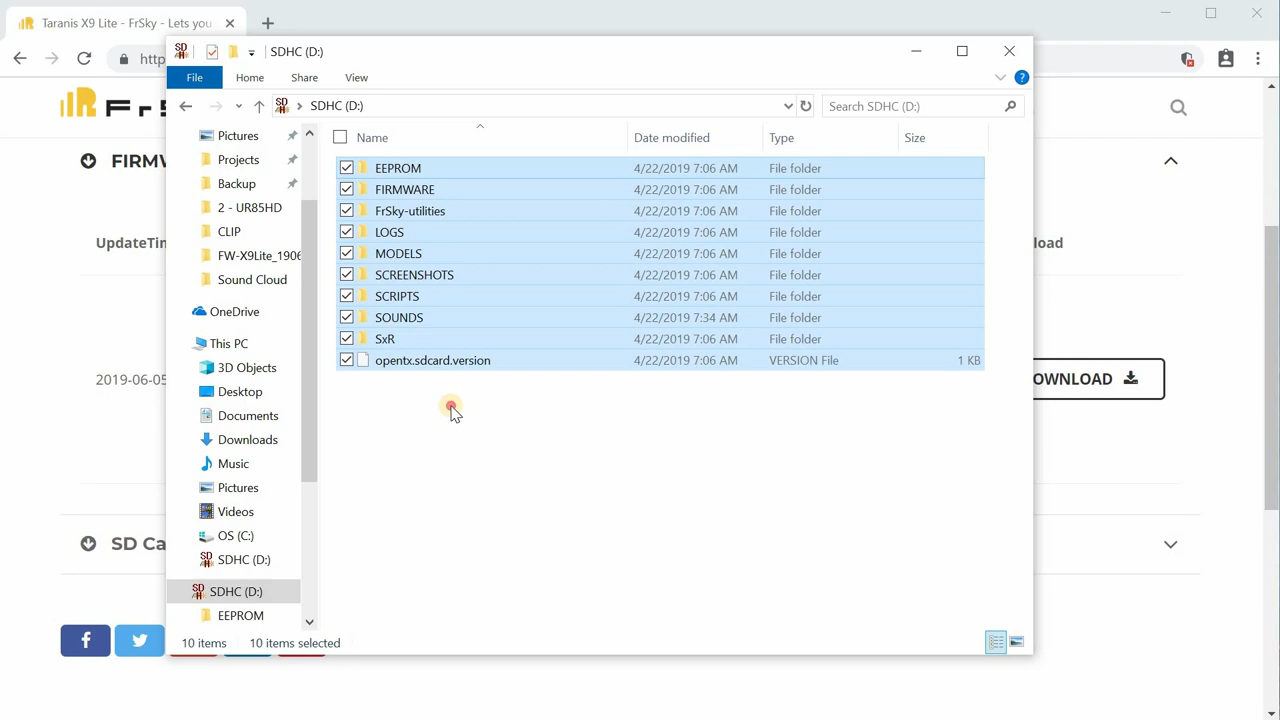 Taranis X9 Lite - FrSky - Lets you
SDHC (D:)
http
File
Home
Share
View
SDHC (D:)
Search SDHC (D:)
FrS
FIRMW
Pictures
Projects
Backup
2 - UR85HD
CLIP
FW-X9Lite_1906
Sound Cloud
OneDrive
This PC
3D Objects
Desktop
Documents
Downloads
Music
Pictures
Videos
OS (C:)
SDHC (D:)
SDHC (D:)
EEPROM
Name Date modified Type Size
EEPROM 4/22/2019 7:06 AM File folder
FIRMWARE 4/22/2019 7:06 AM File folder
FrSky-utilities 4/22/2019 7:06 AM File folder
LOGS 4/22/2019 7:06 AM File folder
MODELS 4/22/2019 7:06 AM File folder
SCREENSHOTS 4/22/2019 7:06 AM File folder
SCRIPTS 4/22/2019 7:06 AM File folder
SOUNDS 4/22/2019 7:34 AM File folder
SxR 4/22/2019 7:06 AM File folder
opentx.sdcard.version 4/22/2019 7:06 AM VERSION File 1 KB
UpdateTim
load
2019-06-05
OWNLOAD
SD Ca
10 items 10 items selected